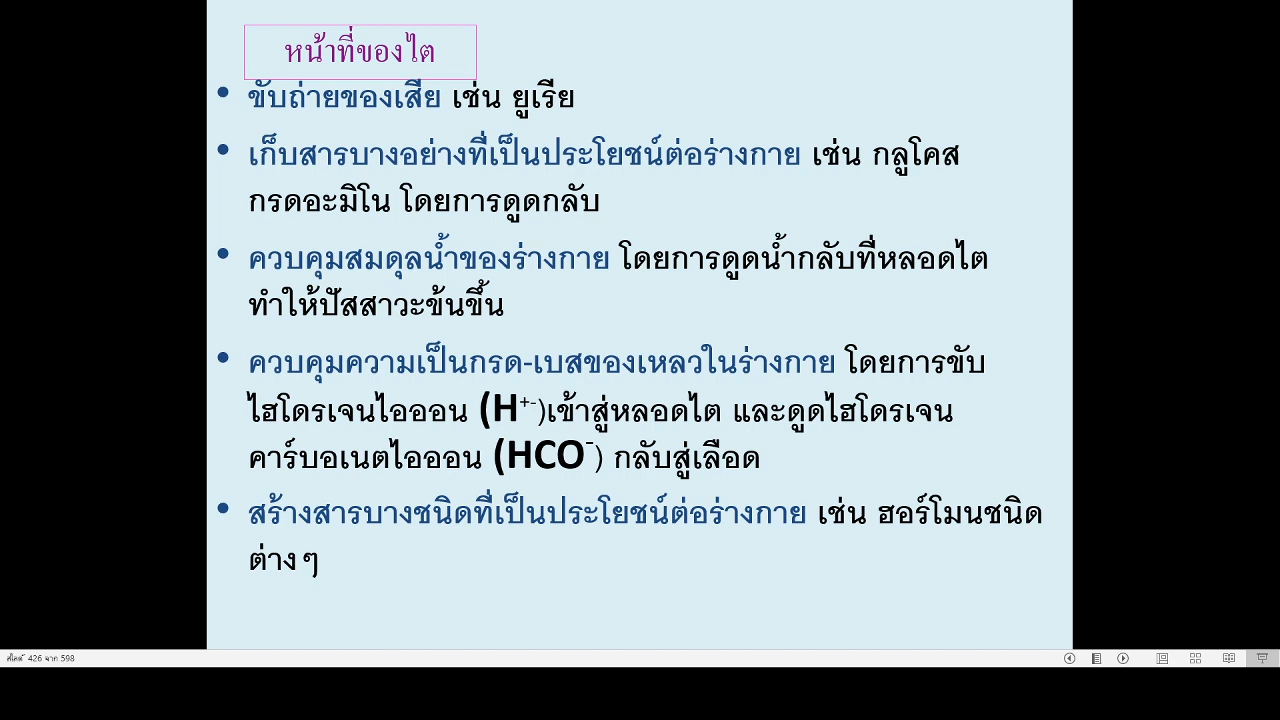 หน้าที่ของไต
• ขับถ่ายของเสีย เช่น ยูเรีย
• เก็บสารบางอย่างที่เป็นประโยชน์ต่อร่างกาย เช่น กลูโคส
กรดอะมิโน โดยการดูดกลับ
• ควบคุมสมดุลน้ำของร่างกาย โดยการดูดน้ำกลับที่หลอดไต
ทำให้ปัสสาวะข้นขึ้น
• ควบคุมความเป็นกรด-เบสของเหลวในร่างกาย โดยการขับ
ไฮโดรเจนไอออน (H⁺⁻)เข้าสู่หลอดไต และดูดไฮโดรเจน
คาร์บอเนตไอออน (HCO⁻) กลับสู่เลือด
• สร้างสารบางชนิดที่เป็นประโยชน์ต่อร่างกาย เช่น ฮอร์โมนชนิด
ต่างๆ
สไลด์ 426 จาก 598